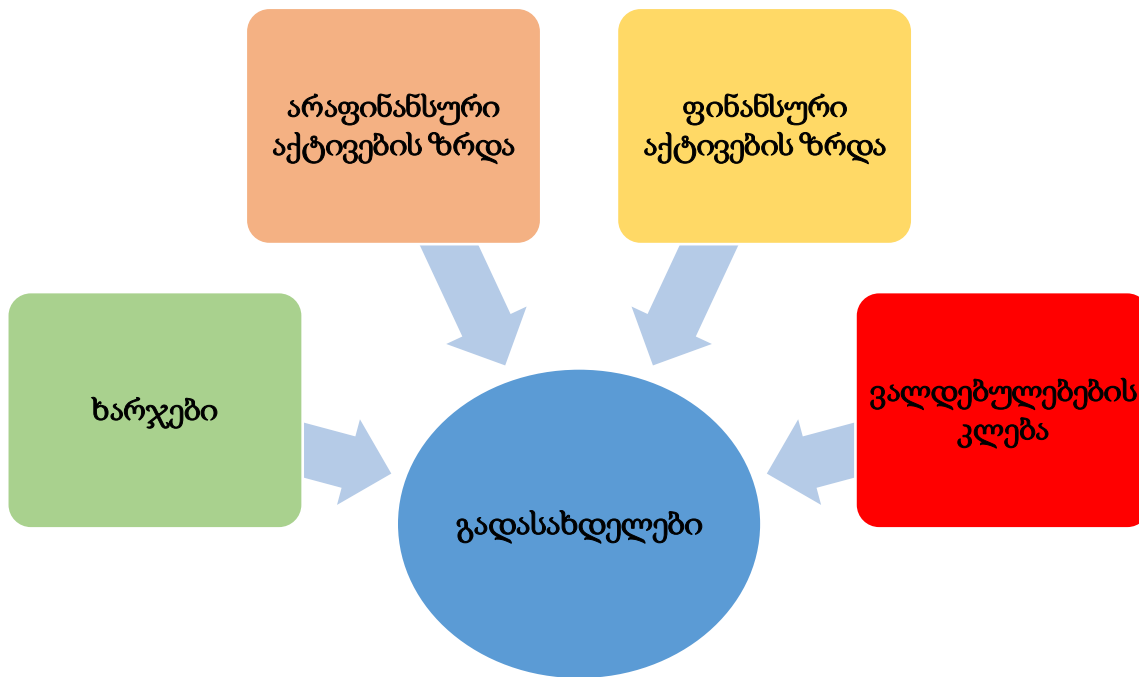 არაფინანსური
აქტივების ზრდა
ფინანსური
აქტივების ზრდა
ხარჯები
ვალდებულებების
კლება
გადასახდელები